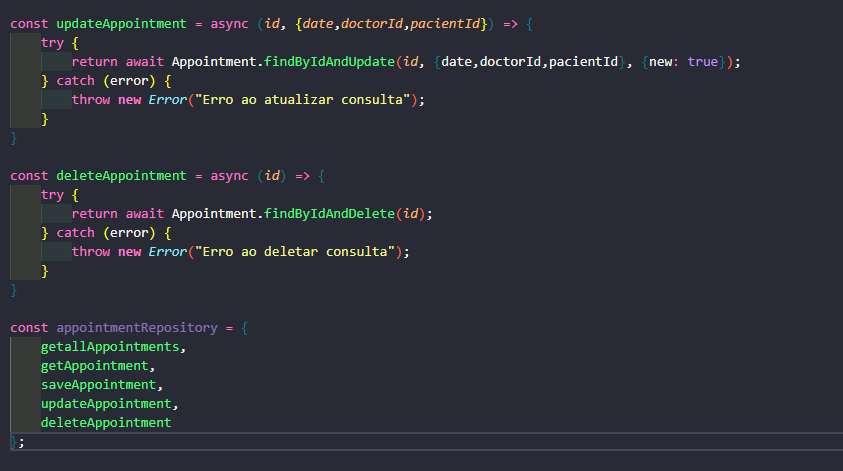 const updateAppointment = async (id, {date,doctorId,pacientId}) => {
try {
return await Appointment.findByIdAndUpdate(id, {date,doctorId,pacientId}, {new: true});
} catch (error) {
throw new Error("Erro ao atualizar consulta");
}
}
const deleteAppointment = async (id) => {
try {
return await Appointment.findByIdAndDelete(id);
} catch (error) {
throw new Error("Erro ao deletar consulta");
}
}
const appointmentRepository = {
getallAppointments,
getAppointment,
saveAppointment,
updateAppointment,
deleteAppointment
};